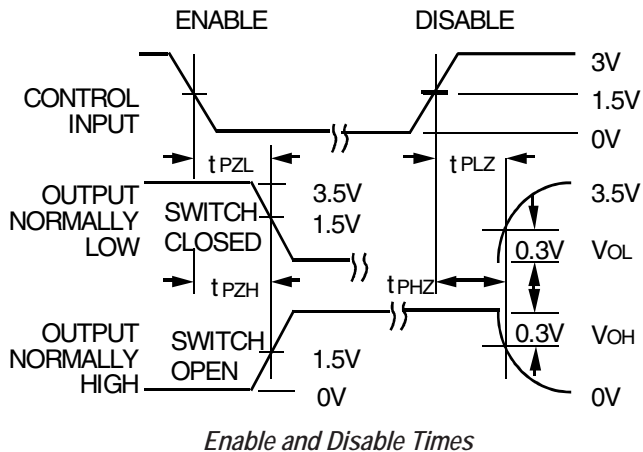 ENABLE
DISABLE
CONTROL
INPUT
3V
1.5V
0V
tPZL
tPLZ
OUTPUT
NORMALLY
LOW
SWITCH
CLOSED
3.5V
1.5V
3.5V
0.3V
VOL
tPZH
tPHZ
OUTPUT
NORMALLY
HIGH
SWITCH
OPEN
1.5V
0V
0.3V
VOH
0V
Enable and Disable Times